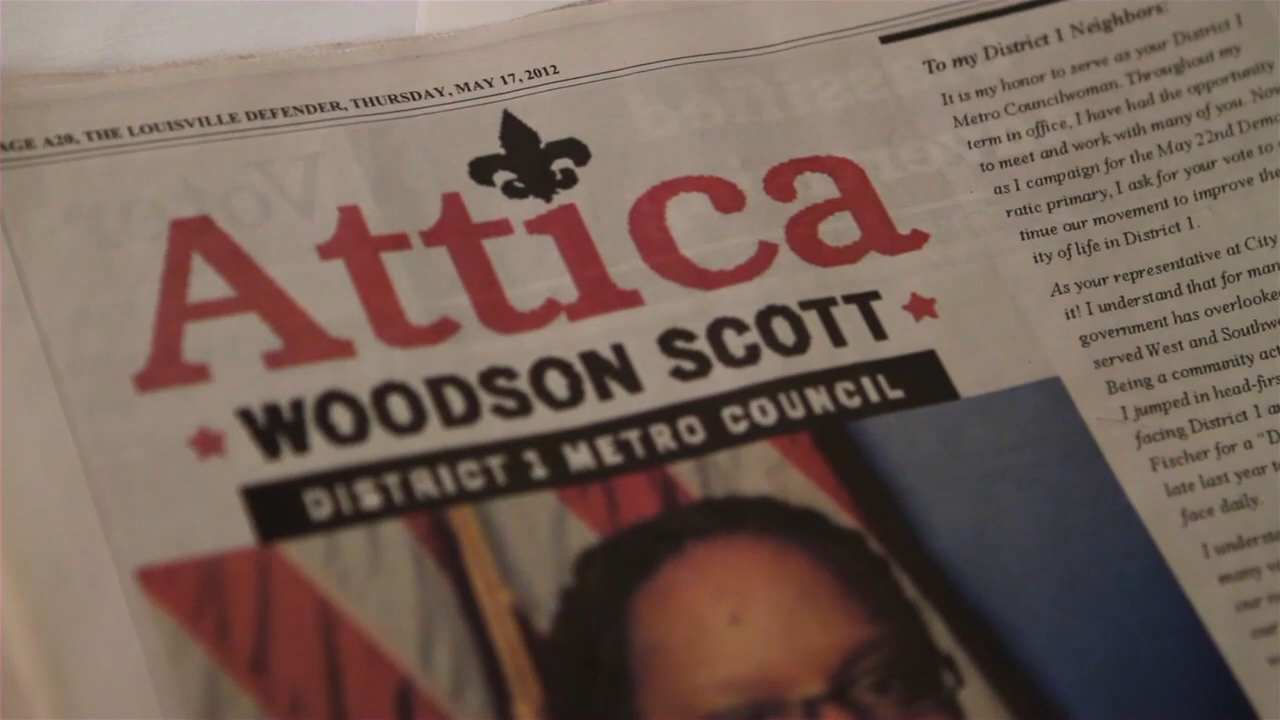 AGE A20, THE LOUISVILLE DEFENDER, THURSDAY, MAY 17, 2012
Attica
WOODSON SCOTT
DISTRICT 1 METRO COUNCIL
To my District 1 Neighbors:
It is my honor to serve as your District 1
Metro Councilwoman. Throughout my
term in office, I have had the opportunity
to meet and work with many of you. Now
as I campaign for the May 22nd Democ
ratic primary, I ask for your vote to
tinue our movement to improve the
ity of life in District 1.
As your representative at City
it! I understand that for man
government has overlooke
served West and Southw
Being a community act
I jumped in head-firs
facing District 1 a
Fischer for a "D
late last year t
face daily.
I underst
many
our